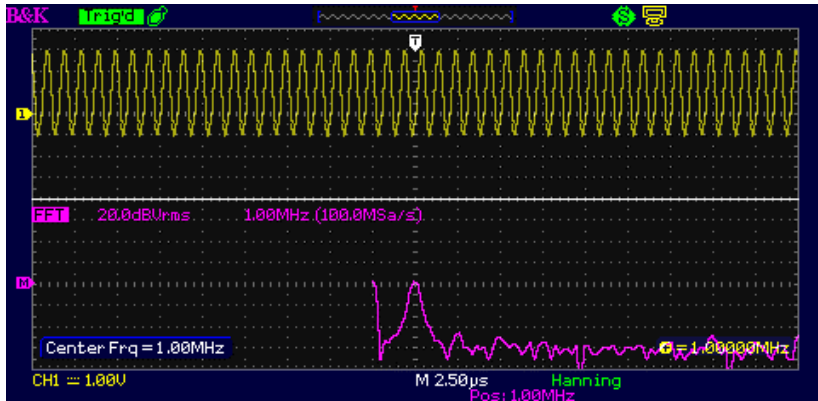 B&K Trig'd S
T
1
FFT 20.0dBVrms 1.00MHz (100.0MSa/s)
M
Center Frq=1.00MHz f=1.00000MHz
CH1 ⎓ 1.00V M 2.50µs Hanning
Pos: 1.00MHz